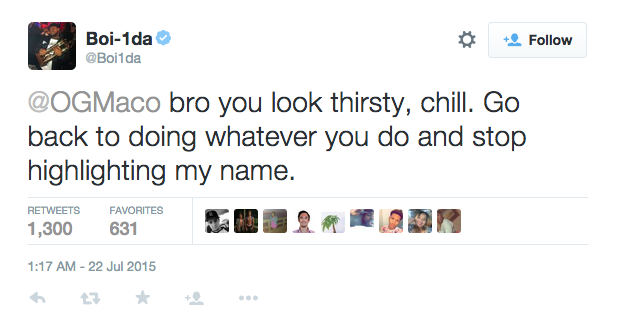 Boi-1da
@Boi1da
Follow
@OGMaco bro you look thirsty, chill. Go
back to doing whatever you do and stop
highlighting my name.
RETWEETS FAVORITES
1,300 631
1:17 AM - 22 Jul 2015